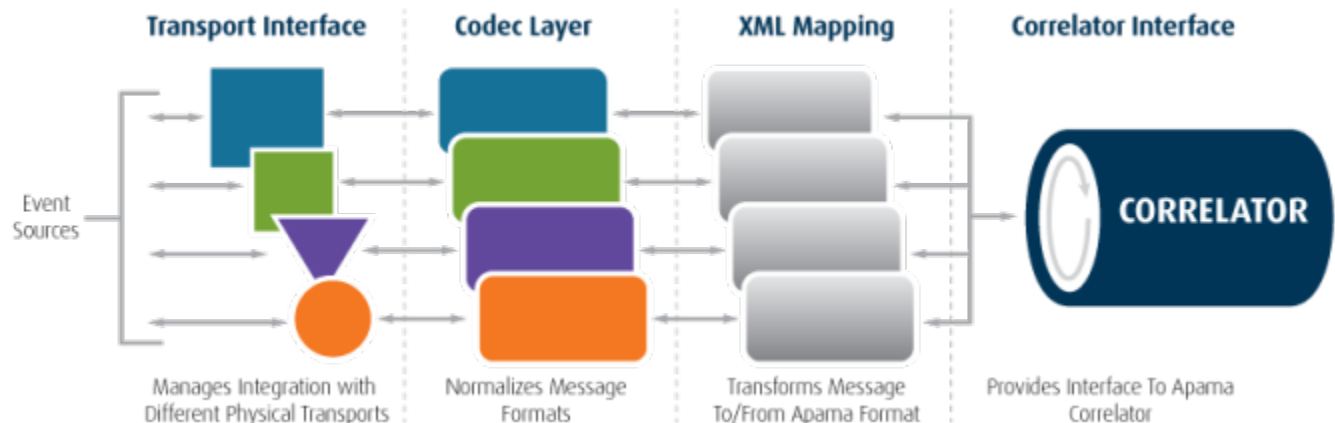 Transport Interface
Codec Layer
XML Mapping
Correlator Interface
Event
Sources
CORRELATOR
Manages Integration with
Different Physical Transports
Normalizes Message
Formats
Transforms Message
To/From Apama Format
Provides Interface To Apama
Correlator